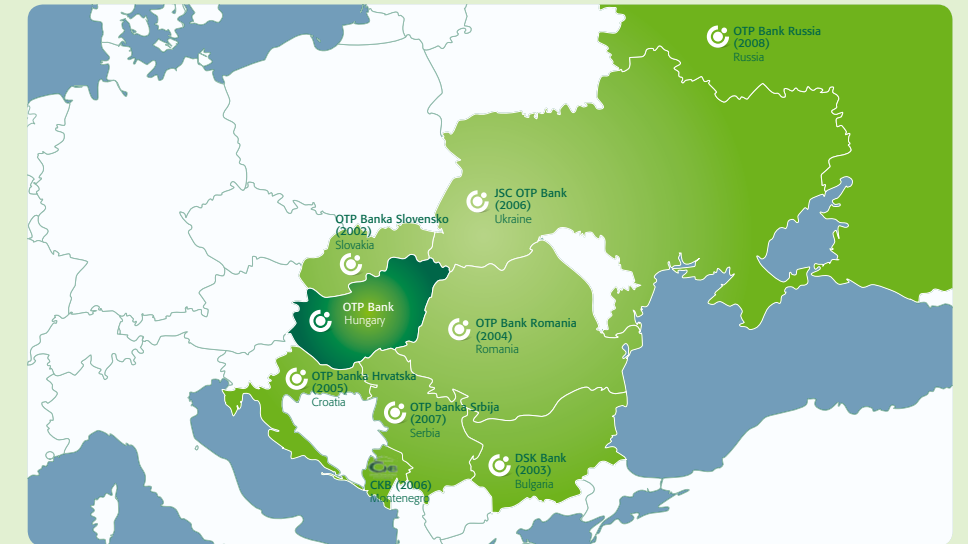 OTP Bank Russia
(2008)
Russia
JSC OTP Bank
(2006)
Ukraine
OTP Banka Slovensko
(2002)
Slovakia
OTP Bank
Hungary
OTP Bank Romania
(2004)
Romania
OTP banka Hrvatska
(2005)
Croatia
OTP banka Srbija
(2007)
Serbia
DSK Bank
(2003)
Bulgaria
CKB (2006)
Montenegro